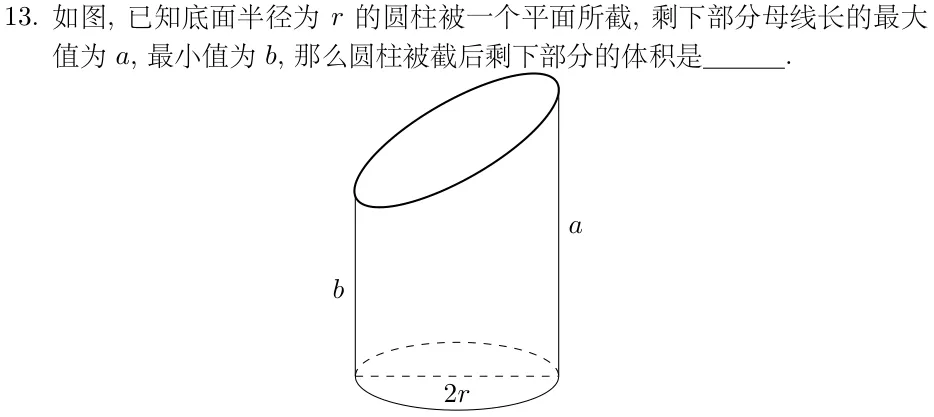 13. 如图, 已知底面半径为 r 的圆柱被一个平面所截, 剩下部分母线长的最大
值为 a, 最小值为 b, 那么圆柱被截后剩下部分的体积是______.
a
b
2r